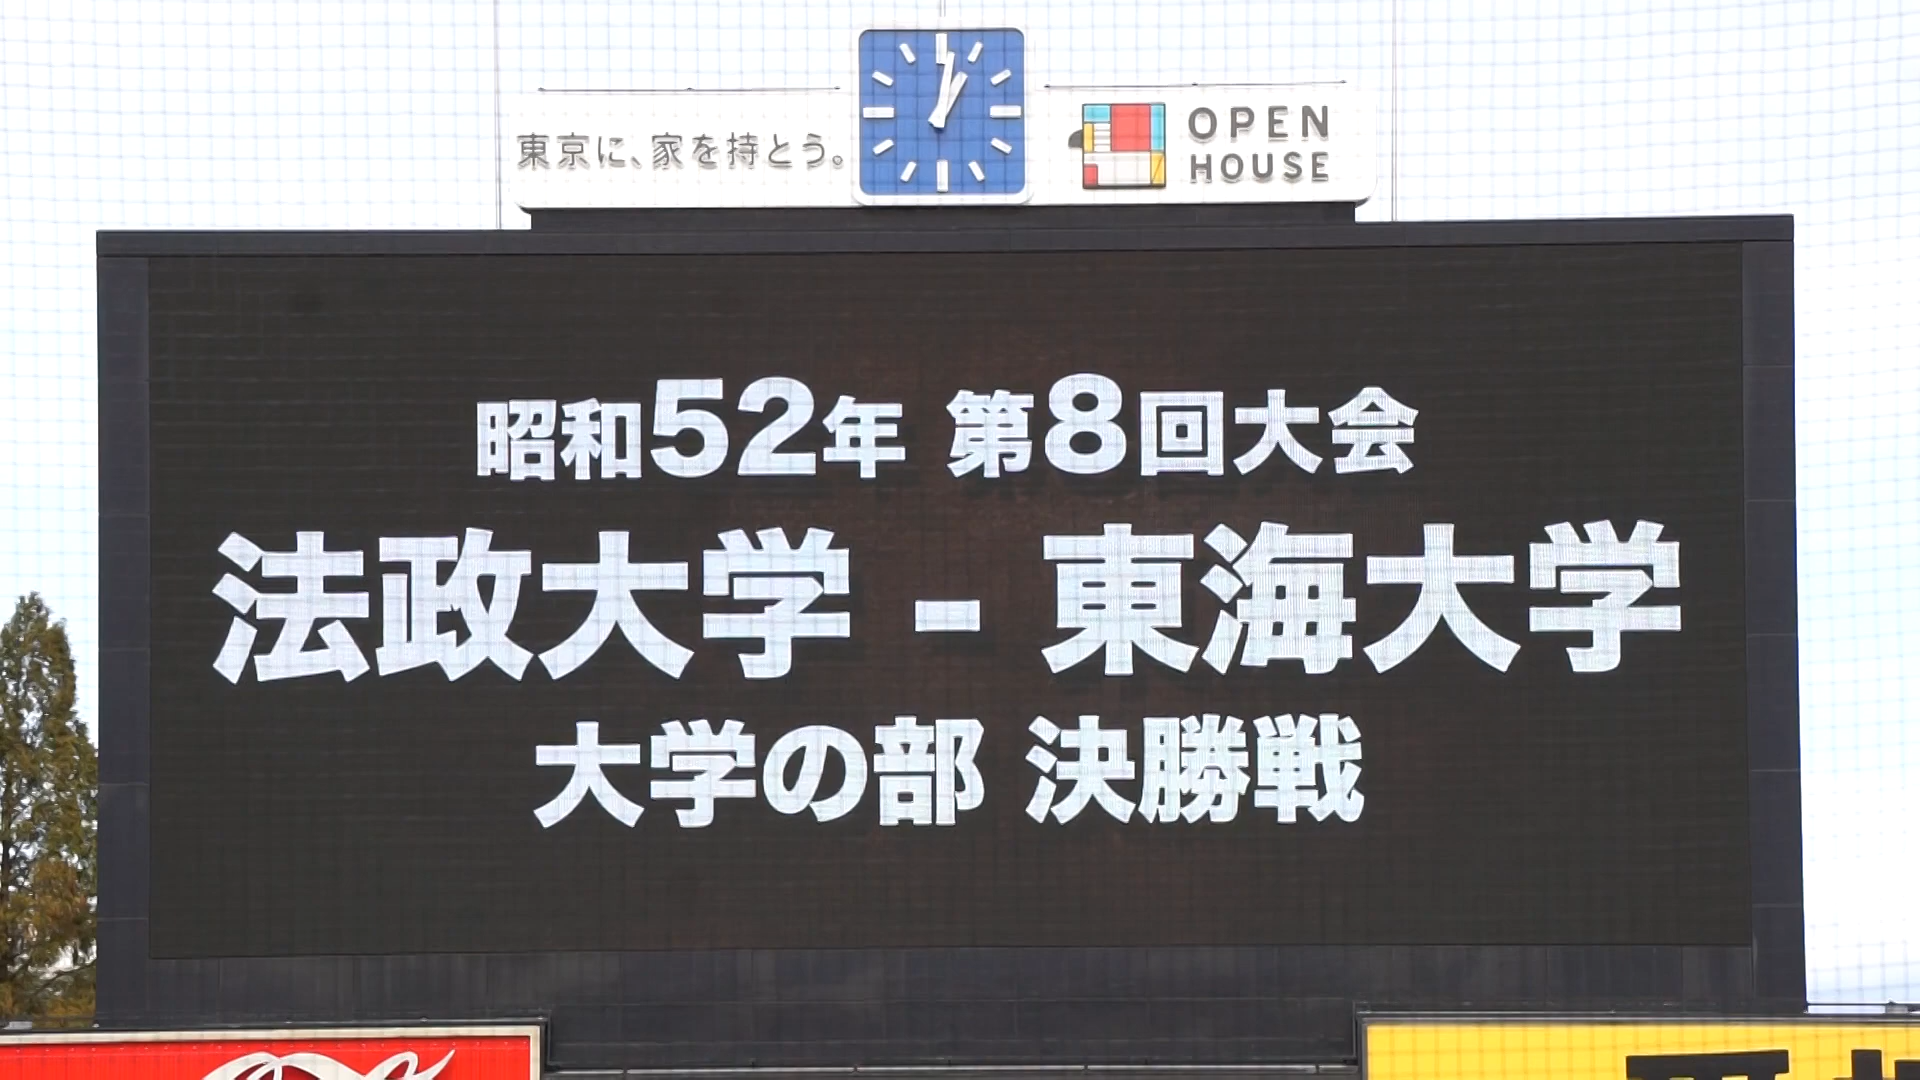 東京に、家を持とう。
OPEN
HOUSE
昭和52年 第8回大会
法政大学 - 東海大学
大学の部 決勝戦